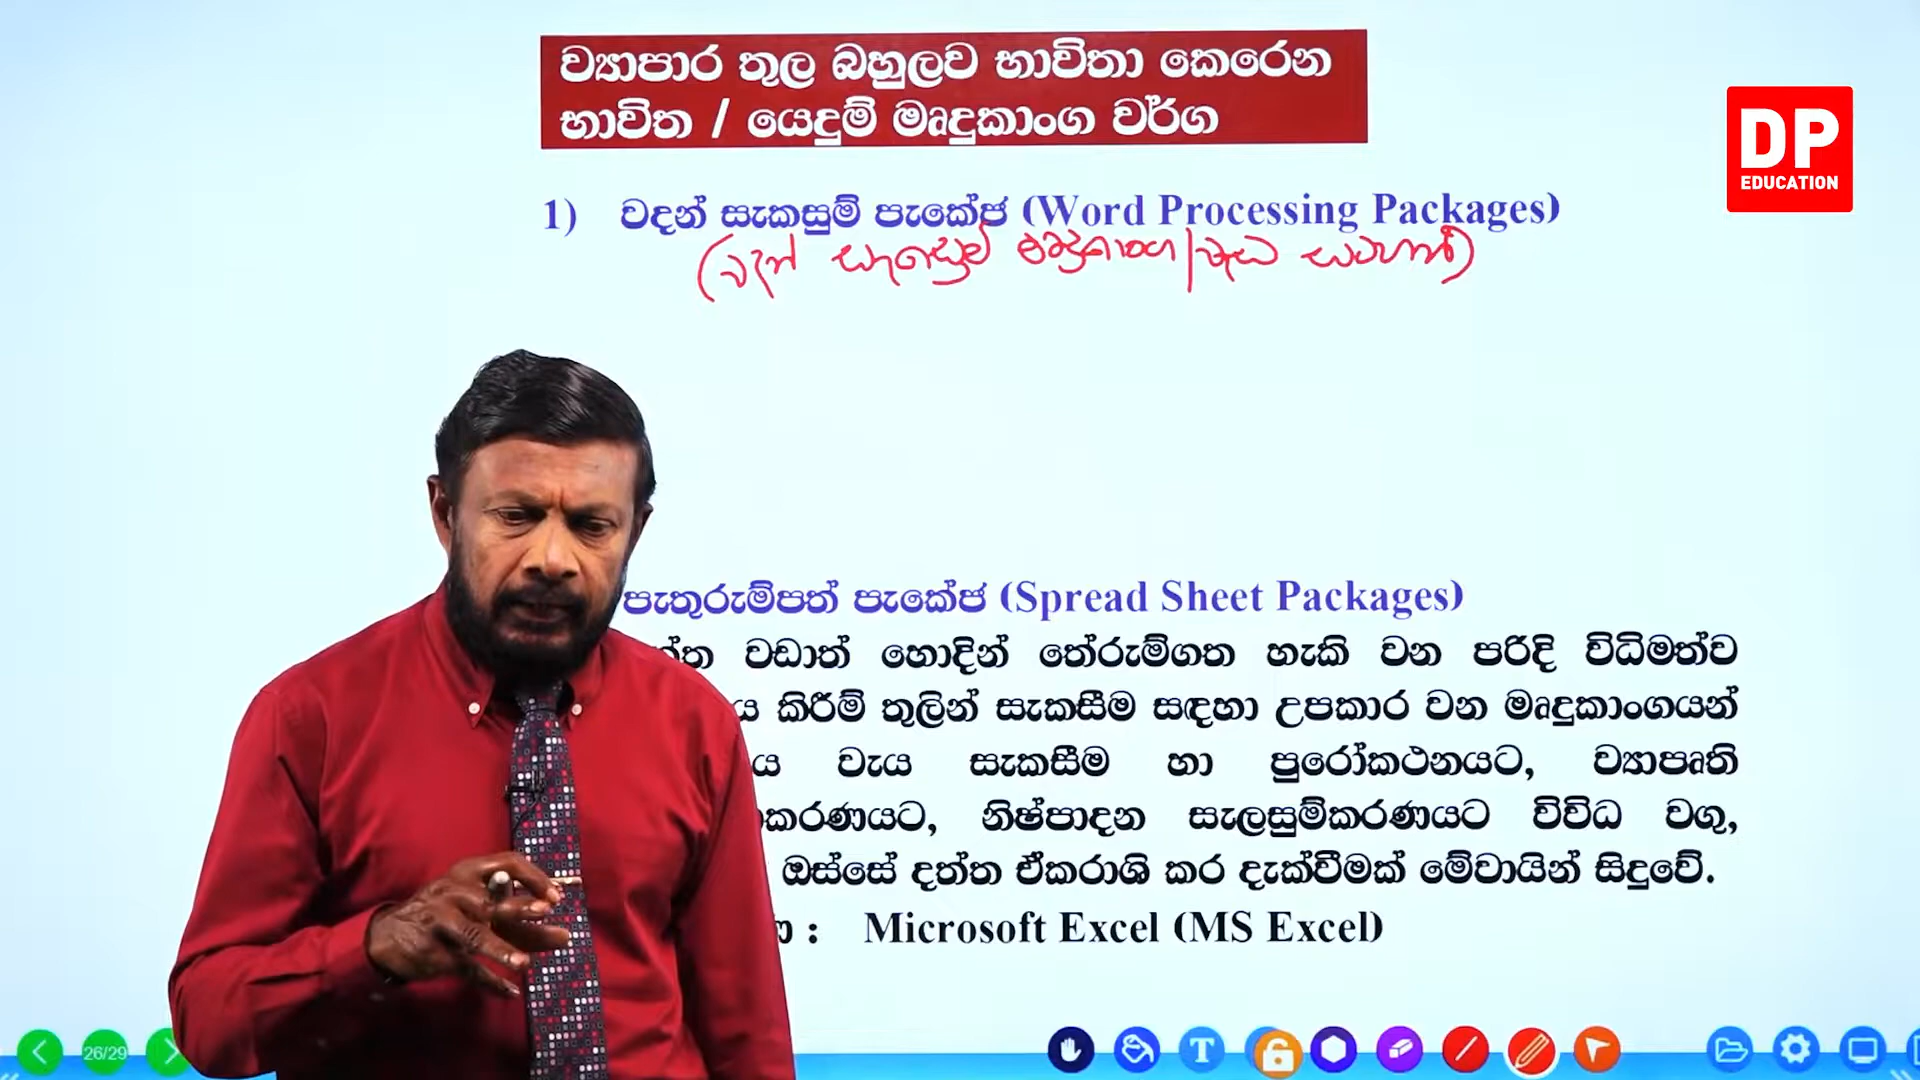 ව්‍යාපාර තුල බහුලව භාවිතා කෙරෙන
භාවිත / යෙදුම් මෘදුකාංග වර්ග
DP
EDUCATION
1) වදන් සැකසුම් පැකේජ (Word Processing Packages)
(වදන් සැකසුම් මෘදුකාංග /
පැතුරුම්පත් පැකේජ (Spread Sheet Packages)
වඩාත් හොදින් තේරුම්ගත හැකි වන පරිදි විධිමත්ව
කිරීම් තුලින් සැකසීම සඳහා උපකාර වන මෘදුකාංගයන්
වැය සැකසීම හා පුරෝකථනයට, ව්‍යාපෘති
කරණයට, නිෂ්පාදන සැලසුම්කරණයට විවිධ වගු,
ඔස්සේ දත්ත ඒකරාශි කර දැක්වීමක් මේවායින් සිදුවේ.
: Microsoft Excel (MS Excel)
26/29